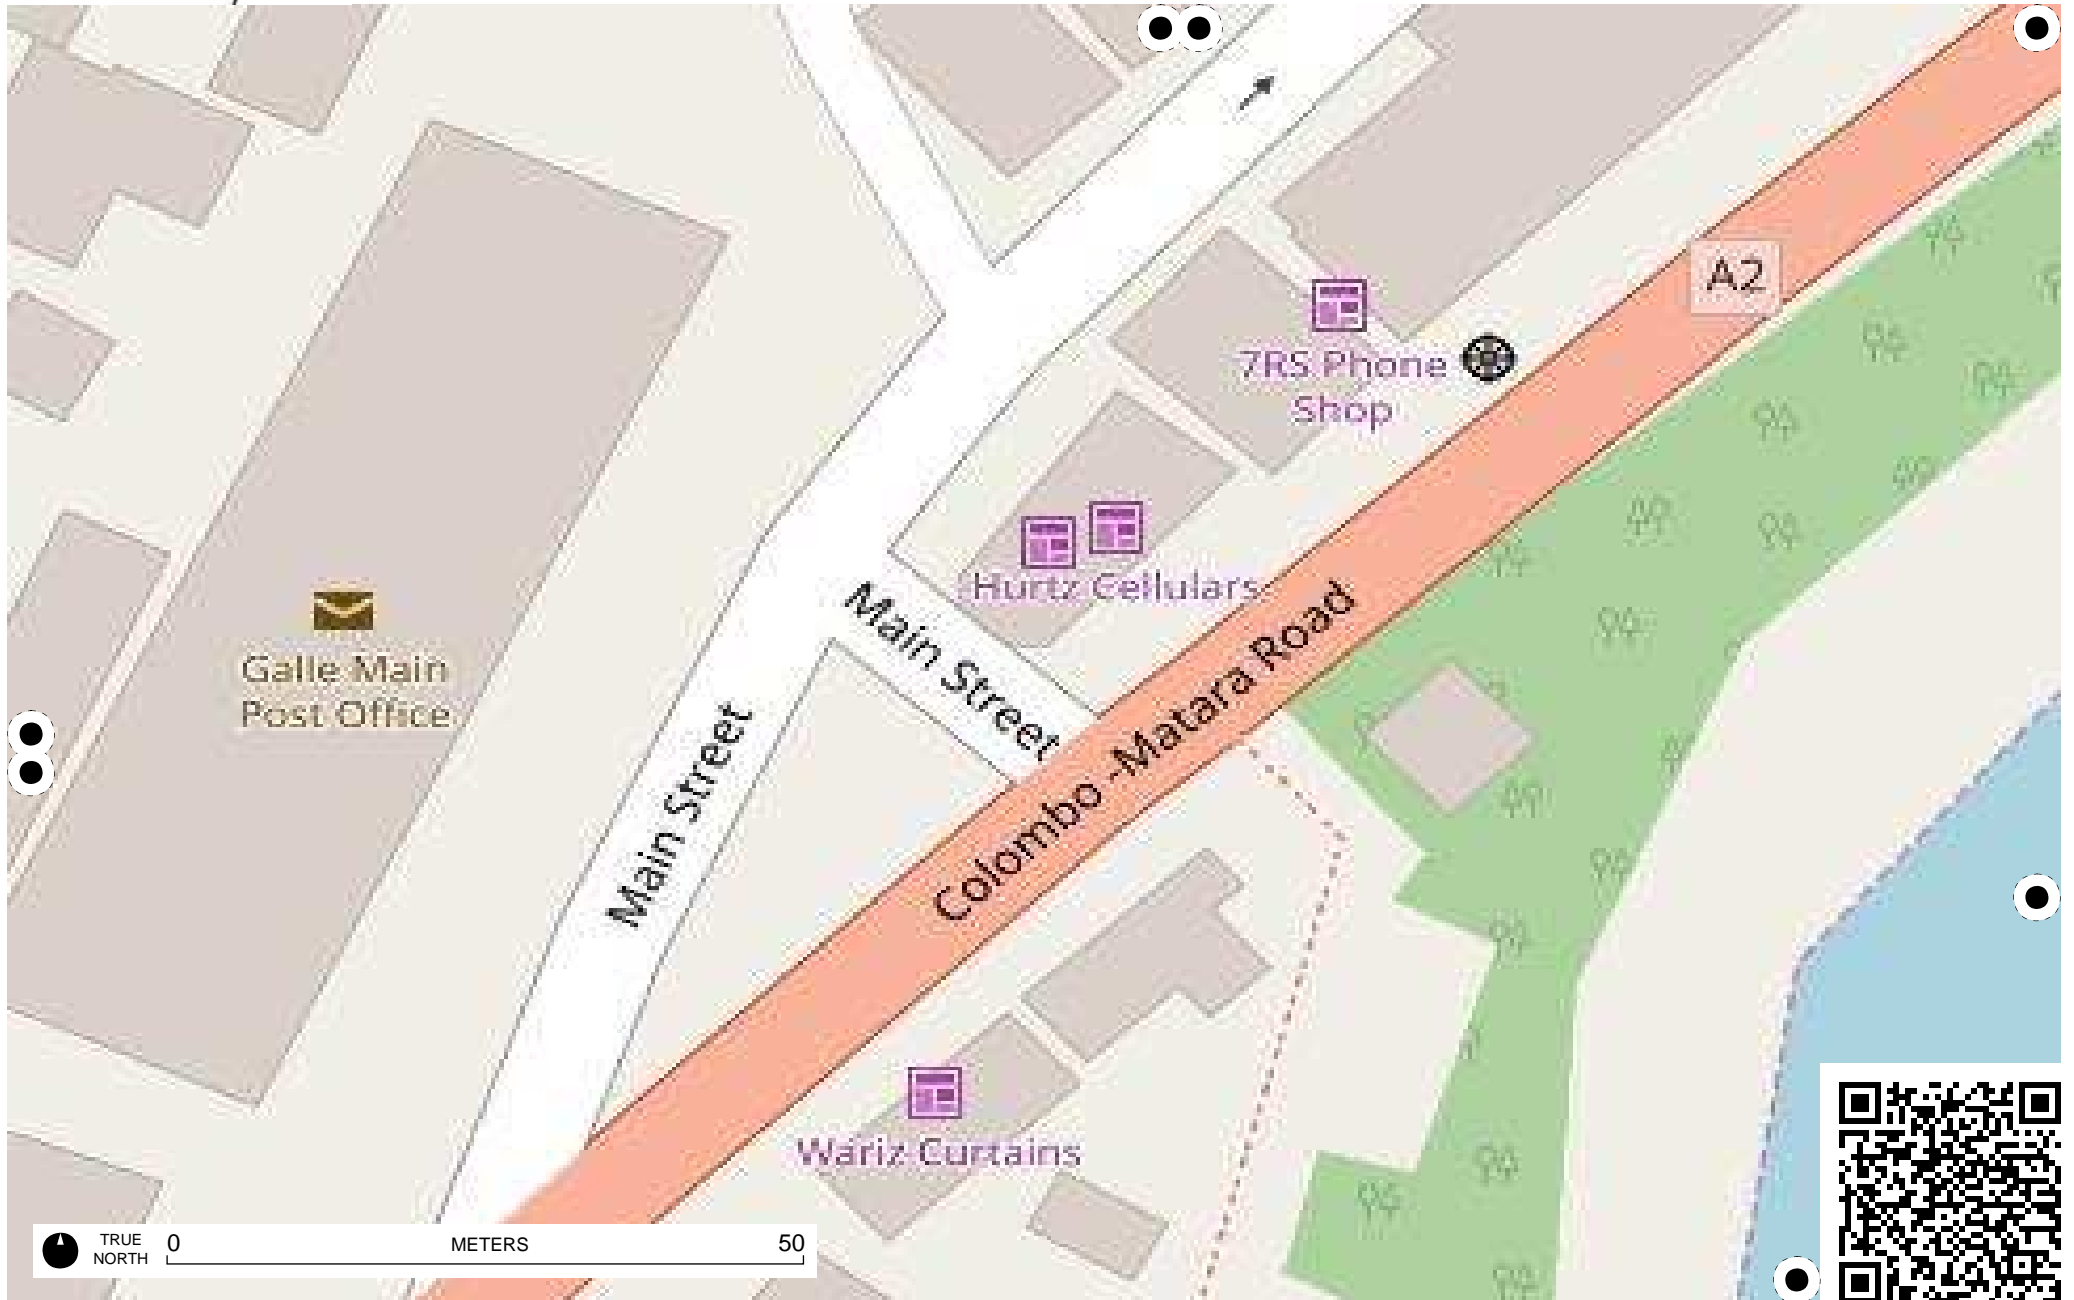 A2
7RS Phone
Shop
Hurtz Cellulars
Main Street
Galle Main
Post Office
Main Street
Colombo -Matara Road
Wariz Curtains
TRUE
NORTH
0
METERS
50